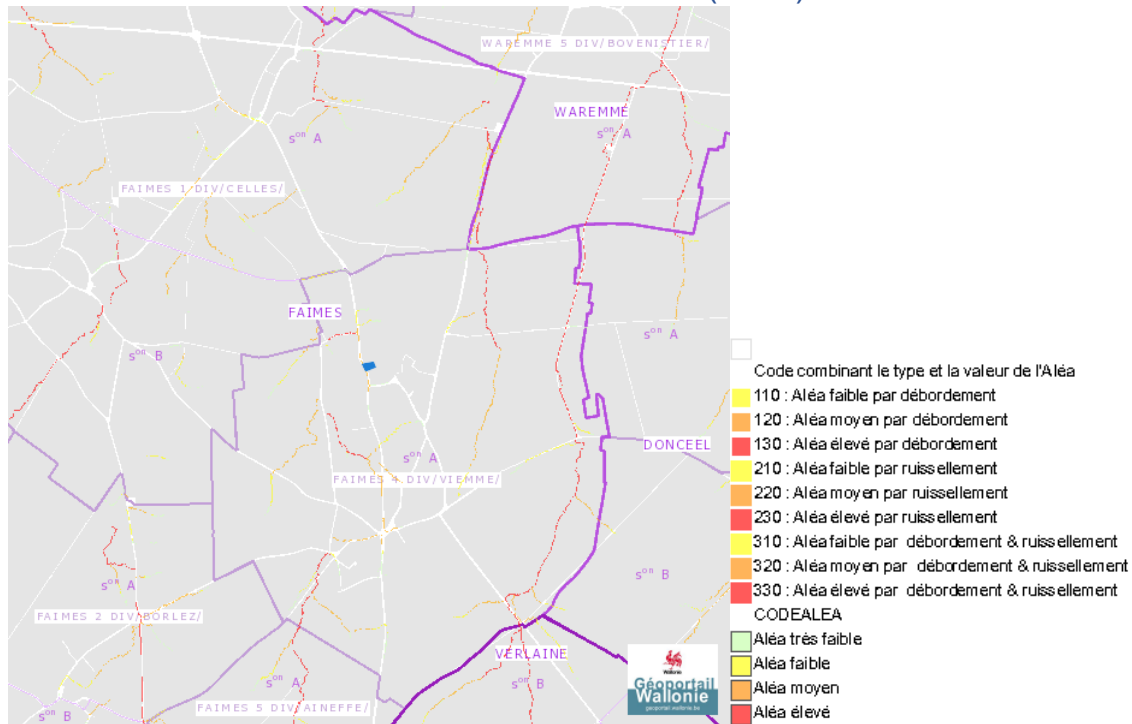 WAREMME 5 DIV/BOVENISTIER/
WAREMME
sᵒⁿ A
sᵒⁿ A
FAIMES 1 DIV/CELLES/
FAIMES
sᵒⁿ A
sᵒⁿ B
DONCEEL
sᵒⁿ A
FAIMES 4 DIV/VIEMME/
sᵒⁿ B
sᵒⁿ A
FAIMES 2 DIV/BORLEZ/
VERLAINE
sᵒⁿ A
sᵒⁿ B
FAIMES 5 DIV/AINEFFE/
sᵒⁿ B
Wallonie
Géoportail
Wallonie
geoportail.wallonie.be
Code combinant le type et la valeur de l'Aléa
110 : Aléa faible par débordement
120 : Aléa moyen par débordement
130 : Aléa élevé par débordement
210 : Aléa faible par ruissellement
220 : Aléa moyen par ruissellement
230 : Aléa élevé par ruissellement
310 : Aléa faible par débordement & ruissellement
320 : Aléa moyen par débordement & ruissellement
330 : Aléa élevé par débordement & ruissellement
CODEALEA
Aléa trés faible
Aléa faible
Aléa moyen
Aléa élevé